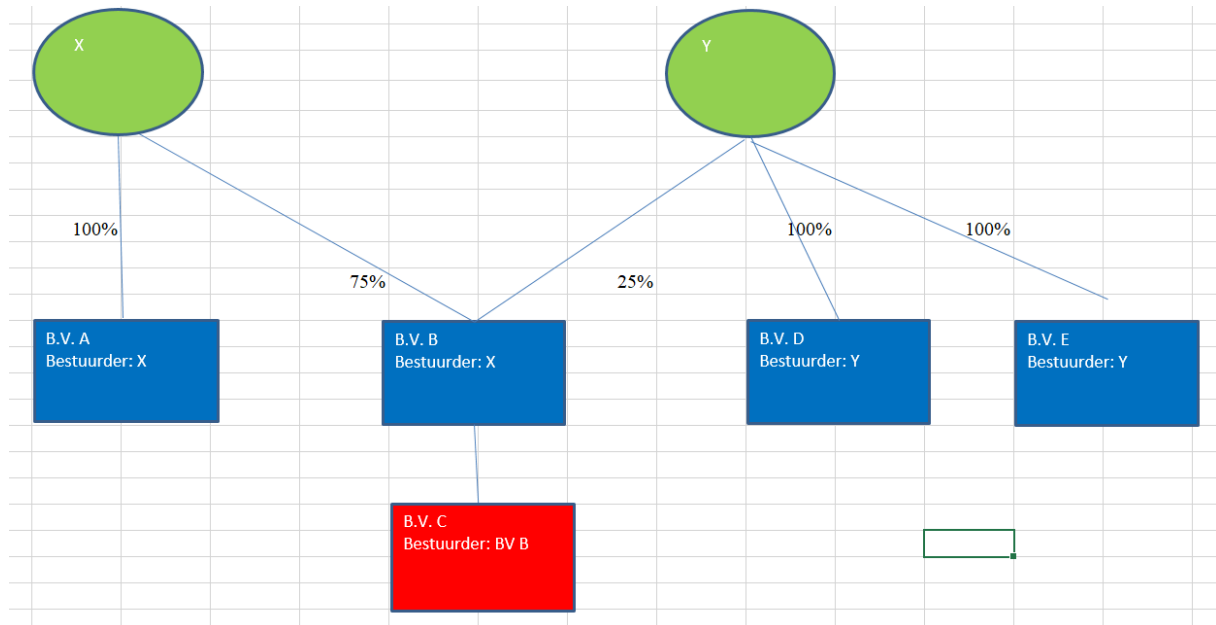 X
Y
100%
75%
25%
100%
100%
B.V. A
Bestuurder: X
B.V. B
Bestuurder: X
B.V. D
Bestuurder: Y
B.V. E
Bestuurder: Y
B.V. C
Bestuurder: BV B